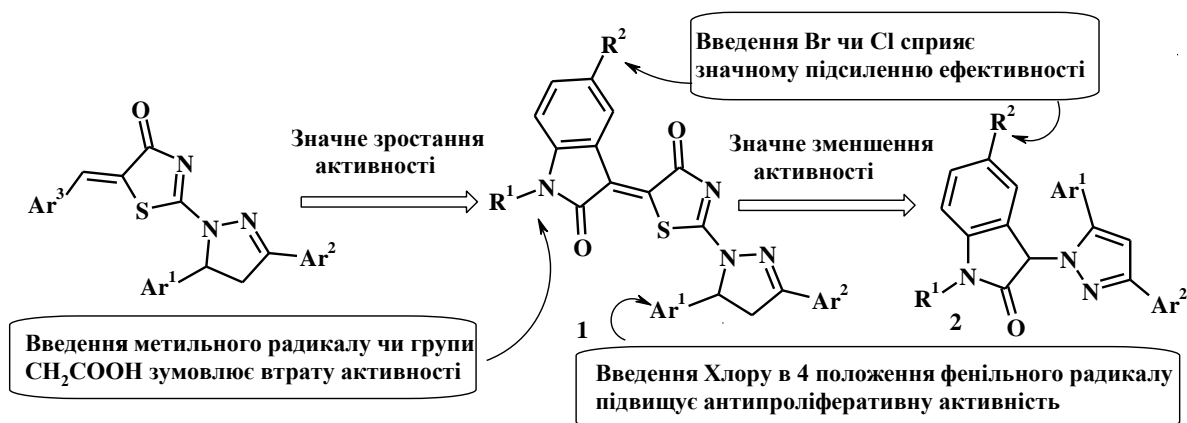 Введення Br чи Cl сприяє
значному підсиленню ефективності
Значне зростання
активності
Значне зменшення
активності
O
N
S
Ar³
N
N
Ar¹
Ar²
R²
R¹
N
O
O
N
S
N
N
Ar¹
Ar²
1
R²
Ar¹
N
R¹
O
N
N
Ar²
2
Введення метильного радикалу чи групи
CH₂COOH зумовлює втрату активності
Введення Хлору в 4 положення фенільного радикалу
підвищує антипроліферативну активність